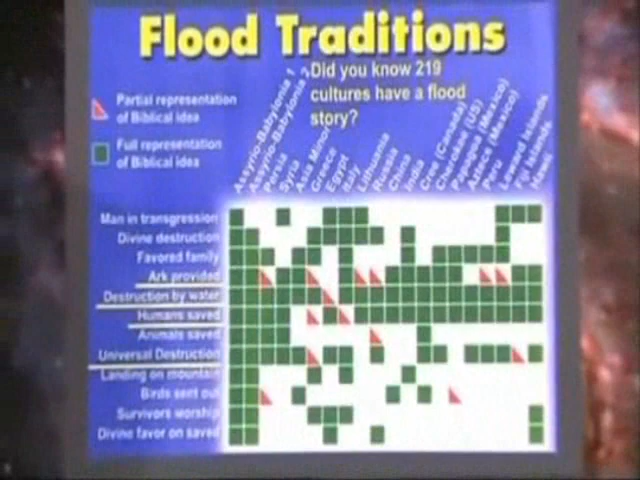 Flood Traditions
Did you know 219
cultures have a flood
story?
Partial representation
of Biblical idea
Full representation
of Biblical idea
Assyrio-Babylonia 1
Assyrio-Babylonia 2
Persia
Syria
Asia Minor
Greece
Egypt
Italy
Lithuania
Russia
China
India
Cree (Canada)
Cherokee (US)
Papagos (Mexico)
Aztecs (Mexico)
Peru
Leeward Islands
Fiji Islands
Hawaii
Man in transgression
Divine destruction
Favored family
Ark provided
Destruction by water
Humans saved
Animals saved
Universal Destruction
Landing on mountain
Birds sent out
Survivors worship
Divine favor on saved